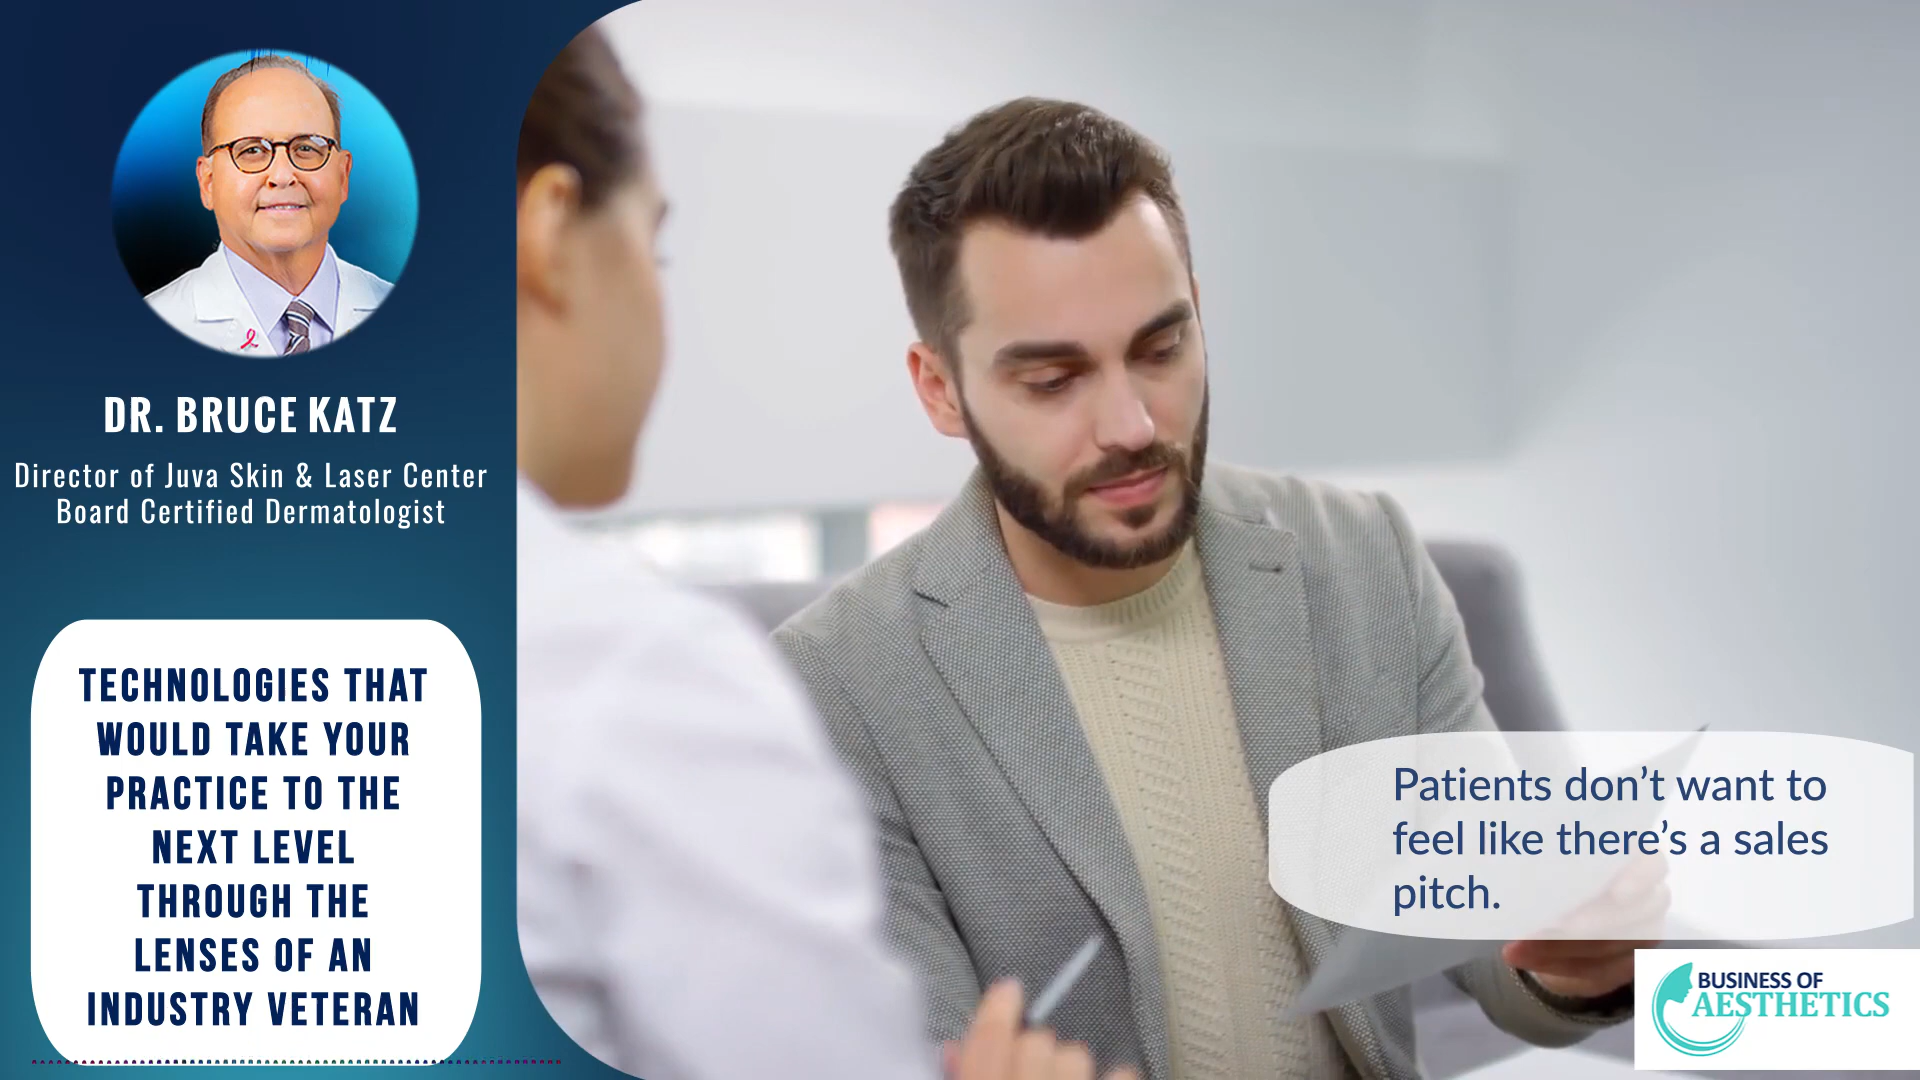 DR. BRUCE KATZ
Director of Juva Skin & Laser Center
Board Certified Dermatologist
TECHNOLOGIES THAT
WOULD TAKE YOUR
PRACTICE TO THE
NEXT LEVEL
THROUGH THE
LENSES OF AN
INDUSTRY VETERAN
Patients don’t want to
feel like there’s a sales
pitch.
BUSINESS OF
AESTHETICS